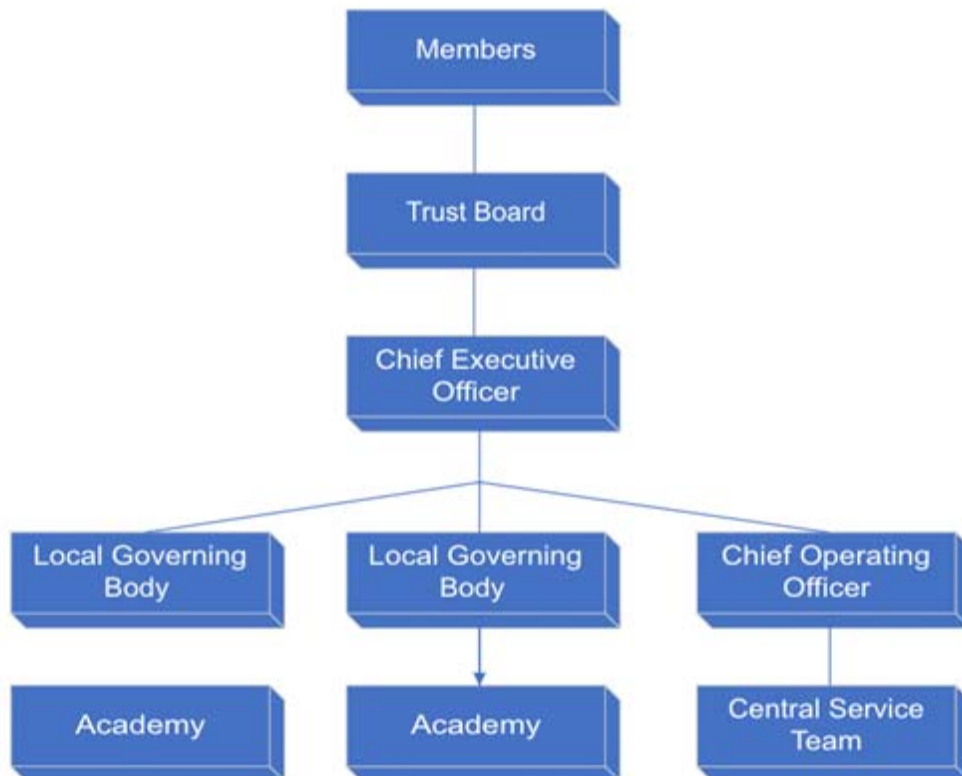 Members
Trust Board
Chief Executive
Officer
Local Governing
Body
Local Governing
Body
Chief Operating
Officer
Academy
Academy
Central Service
Team